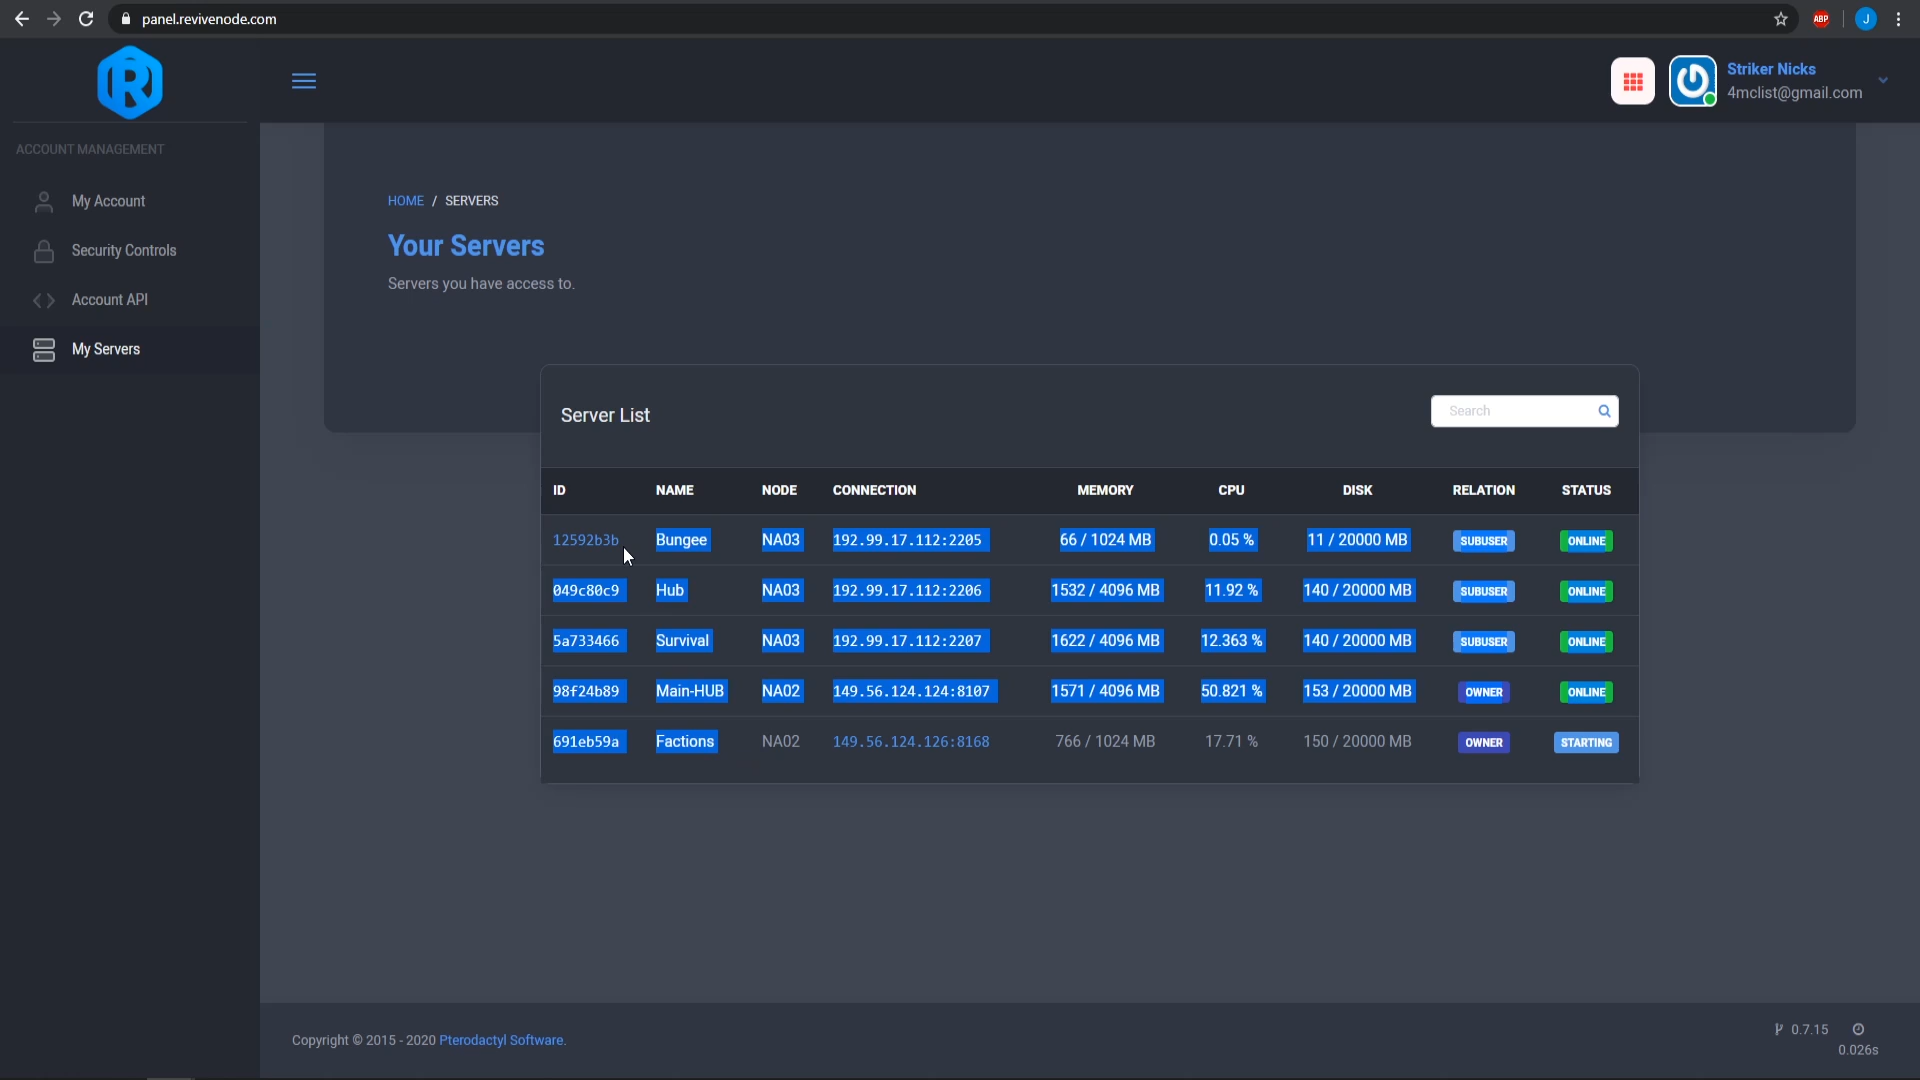 panel.revivenode.com
ABP
J
R
Striker Nicks
4mclist@gmail.com
ACCOUNT MANAGEMENT
My Account
Security Controls
Account API
My Servers
HOME / SERVERS
Your Servers
Servers you have access to.
Server List
Search
ID NAME NODE CONNECTION MEMORY CPU DISK RELATION STATUS
12592b3b Bungee NA03 192.99.17.112:2205 66 / 1024 MB 0.05 % 11 / 20000 MB SUBUSER ONLINE
049c80c9 Hub NA03 192.99.17.112:2206 1532 / 4096 MB 11.92 % 140 / 20000 MB SUBUSER ONLINE
5a733466 Survival NA03 192.99.17.112:2207 1622 / 4096 MB 12.363 % 140 / 20000 MB SUBUSER ONLINE
98f24b89 Main-HUB NA02 149.56.124.124:8107 1571 / 4096 MB 50.821 % 153 / 20000 MB OWNER ONLINE
691eb59a Factions NA02 149.56.124.126:8168 766 / 1024 MB 17.71 % 150 / 20000 MB OWNER STARTING
Copyright © 2015 - 2020 Pterodactyl Software.
0.7.15
0.026s